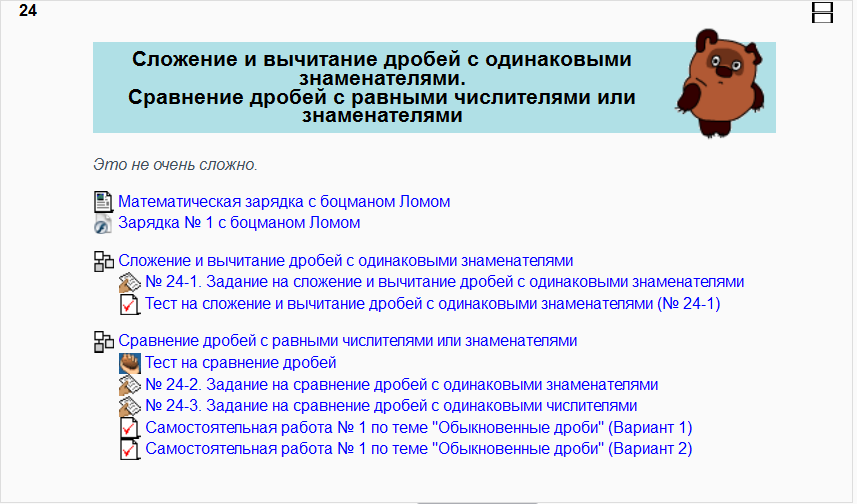 24
Сложение и вычитание дробей с одинаковыми
знаменателями.
Сравнение дробей с равными числителями или
знаменателями
Это не очень сложно.
Математическая зарядка с боцманом Ломом
Зарядка № 1 с боцманом Ломом
Сложение и вычитание дробей с одинаковыми знаменателями
№ 24-1. Задание на сложение и вычитание дробей с одинаковыми знаменателями
Тест на сложение и вычитание дробей с одинаковыми знаменателями (№ 24-1)
Сравнение дробей с равными числителями или знаменателями
Тест на сравнение дробей
№ 24-2. Задание на сравнение дробей с одинаковыми знаменателями
№ 24-3. Задание на сравнение дробей с одинаковыми числителями
Самостоятельная работа № 1 по теме "Обыкновенные дроби" (Вариант 1)
Самостоятельная работа № 1 по теме "Обыкновенные дроби" (Вариант 2)